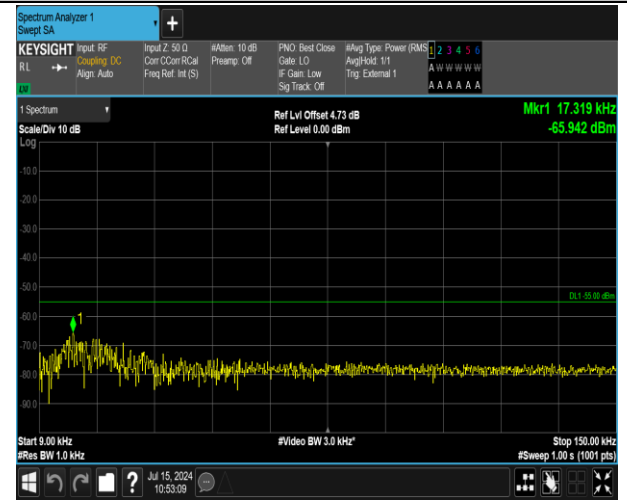 Spectrum Analyzer 1
Swept SA
+
KEYSIGHT
RL
LXI
Input: RF
Coupling: DC
Align: Auto
Input Z: 50 Ω
Corr CCorr RCal
Freq Ref: Int (S)
#Atten: 10 dB
Preamp: Off
PNO: Best Close
Gate: LO
IF Gain: Low
Sig Track: Off
#Avg Type: Power (RMS
Avg|Hold: 1/1
Trig: External 1
1 2 3 4 5 6
A W W W W W
A A A A A A
1 Spectrum
Scale/Div 10 dB
Ref Lvl Offset 4.73 dB
Ref Level 0.00 dBm
Mkr1 17.319 kHz
-65.942 dBm
Log
-10.0
-20.0
-30.0
-40.0
-50.0
DL1 -55.00 dBm
-60.0
1
-70.0
-80.0
-90.0
Start 9.00 kHz
#Video BW 3.0 kHz*
Stop 150.00 kHz
#Res BW 1.0 kHz
#Sweep 1.00 s (1001 pts)
?
Jul 15, 2024
10:53:09